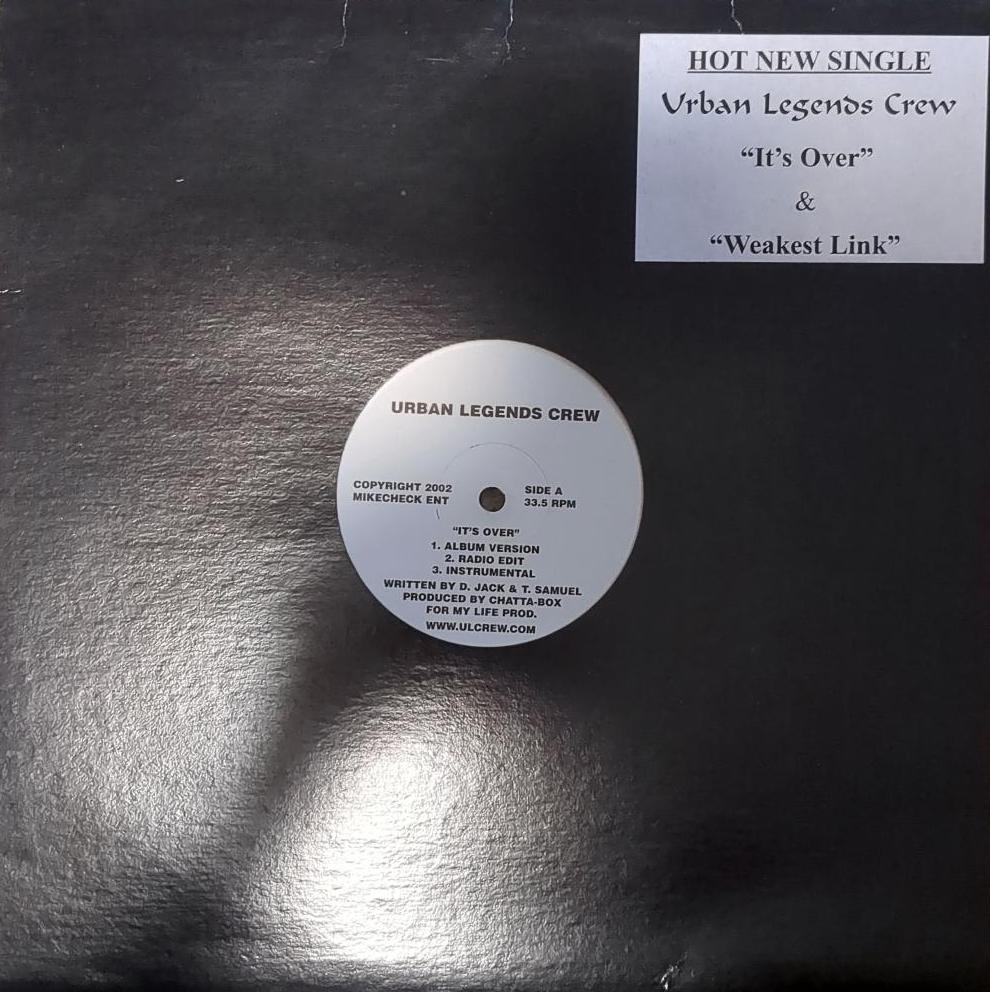 HOT NEW SINGLE
Urban Legends Crew
“It’s Over”
&
“Weakest Link”
URBAN LEGENDS CREW
COPYRIGHT 2002
MIKECHECK ENT
SIDE A
33.5 RPM
“IT’S OVER”
1. ALBUM VERSION
2. RADIO EDIT
3. INSTRUMENTAL
WRITTEN BY D. JACK & T. SAMUEL
PRODUCED BY CHATTA-BOX
FOR MY LIFE PROD.
WWW.ULCREW.COM